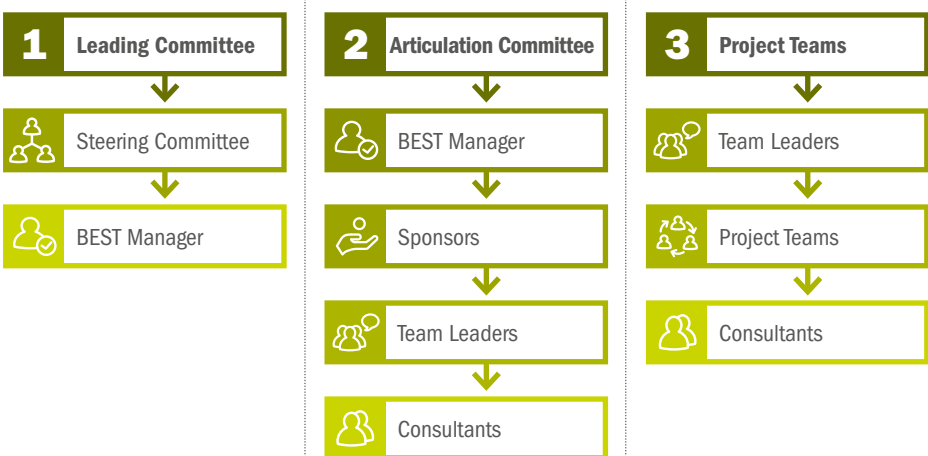 1 Leading Committee
Steering Committee
BEST Manager
2 Articulation Committee
BEST Manager
Sponsors
Team Leaders
Consultants
3 Project Teams
Team Leaders
Project Teams
Consultants